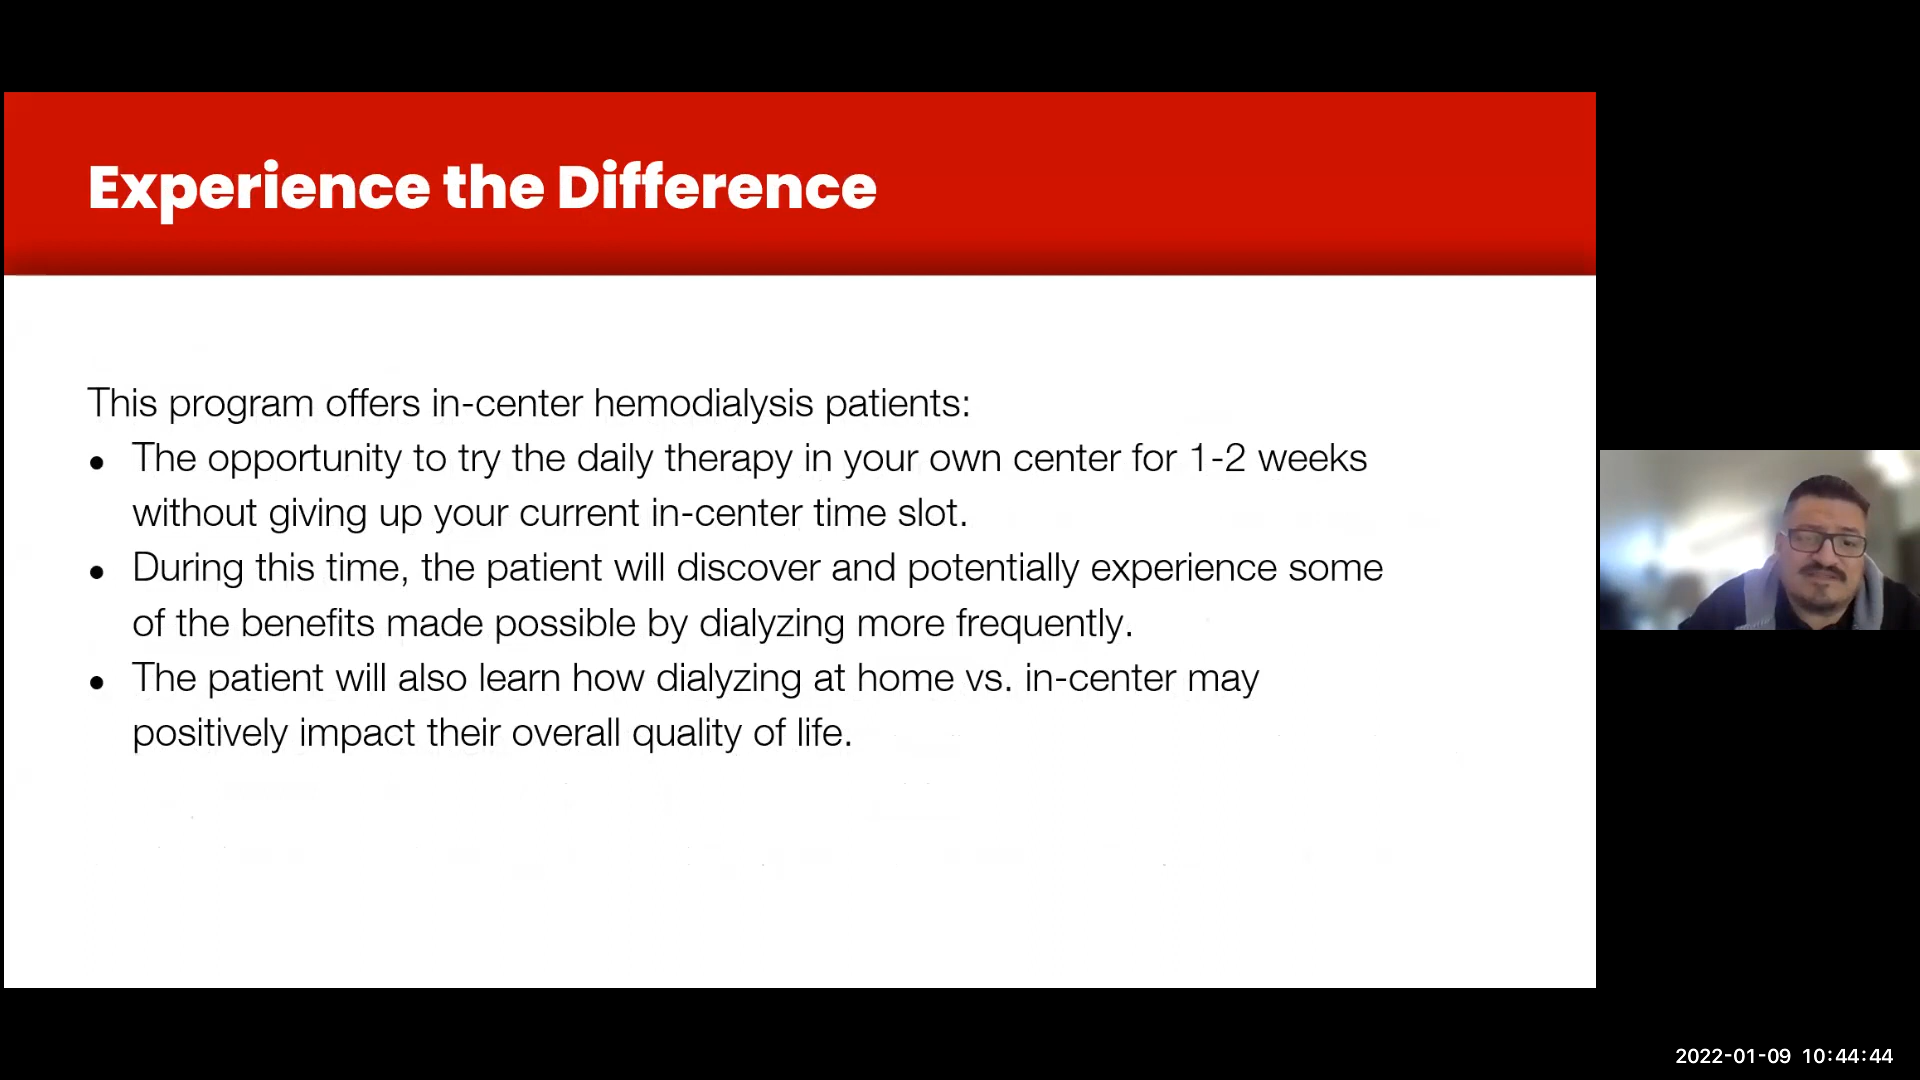 Experience the Difference
This program offers in-center hemodialysis patients:
● The opportunity to try the daily therapy in your own center for 1-2 weeks
without giving up your current in-center time slot.
● During this time, the patient will discover and potentially experience some
of the benefits made possible by dialyzing more frequently.
● The patient will also learn how dialyzing at home vs. in-center may
positively impact their overall quality of life.
2022-01-09 10:44:44